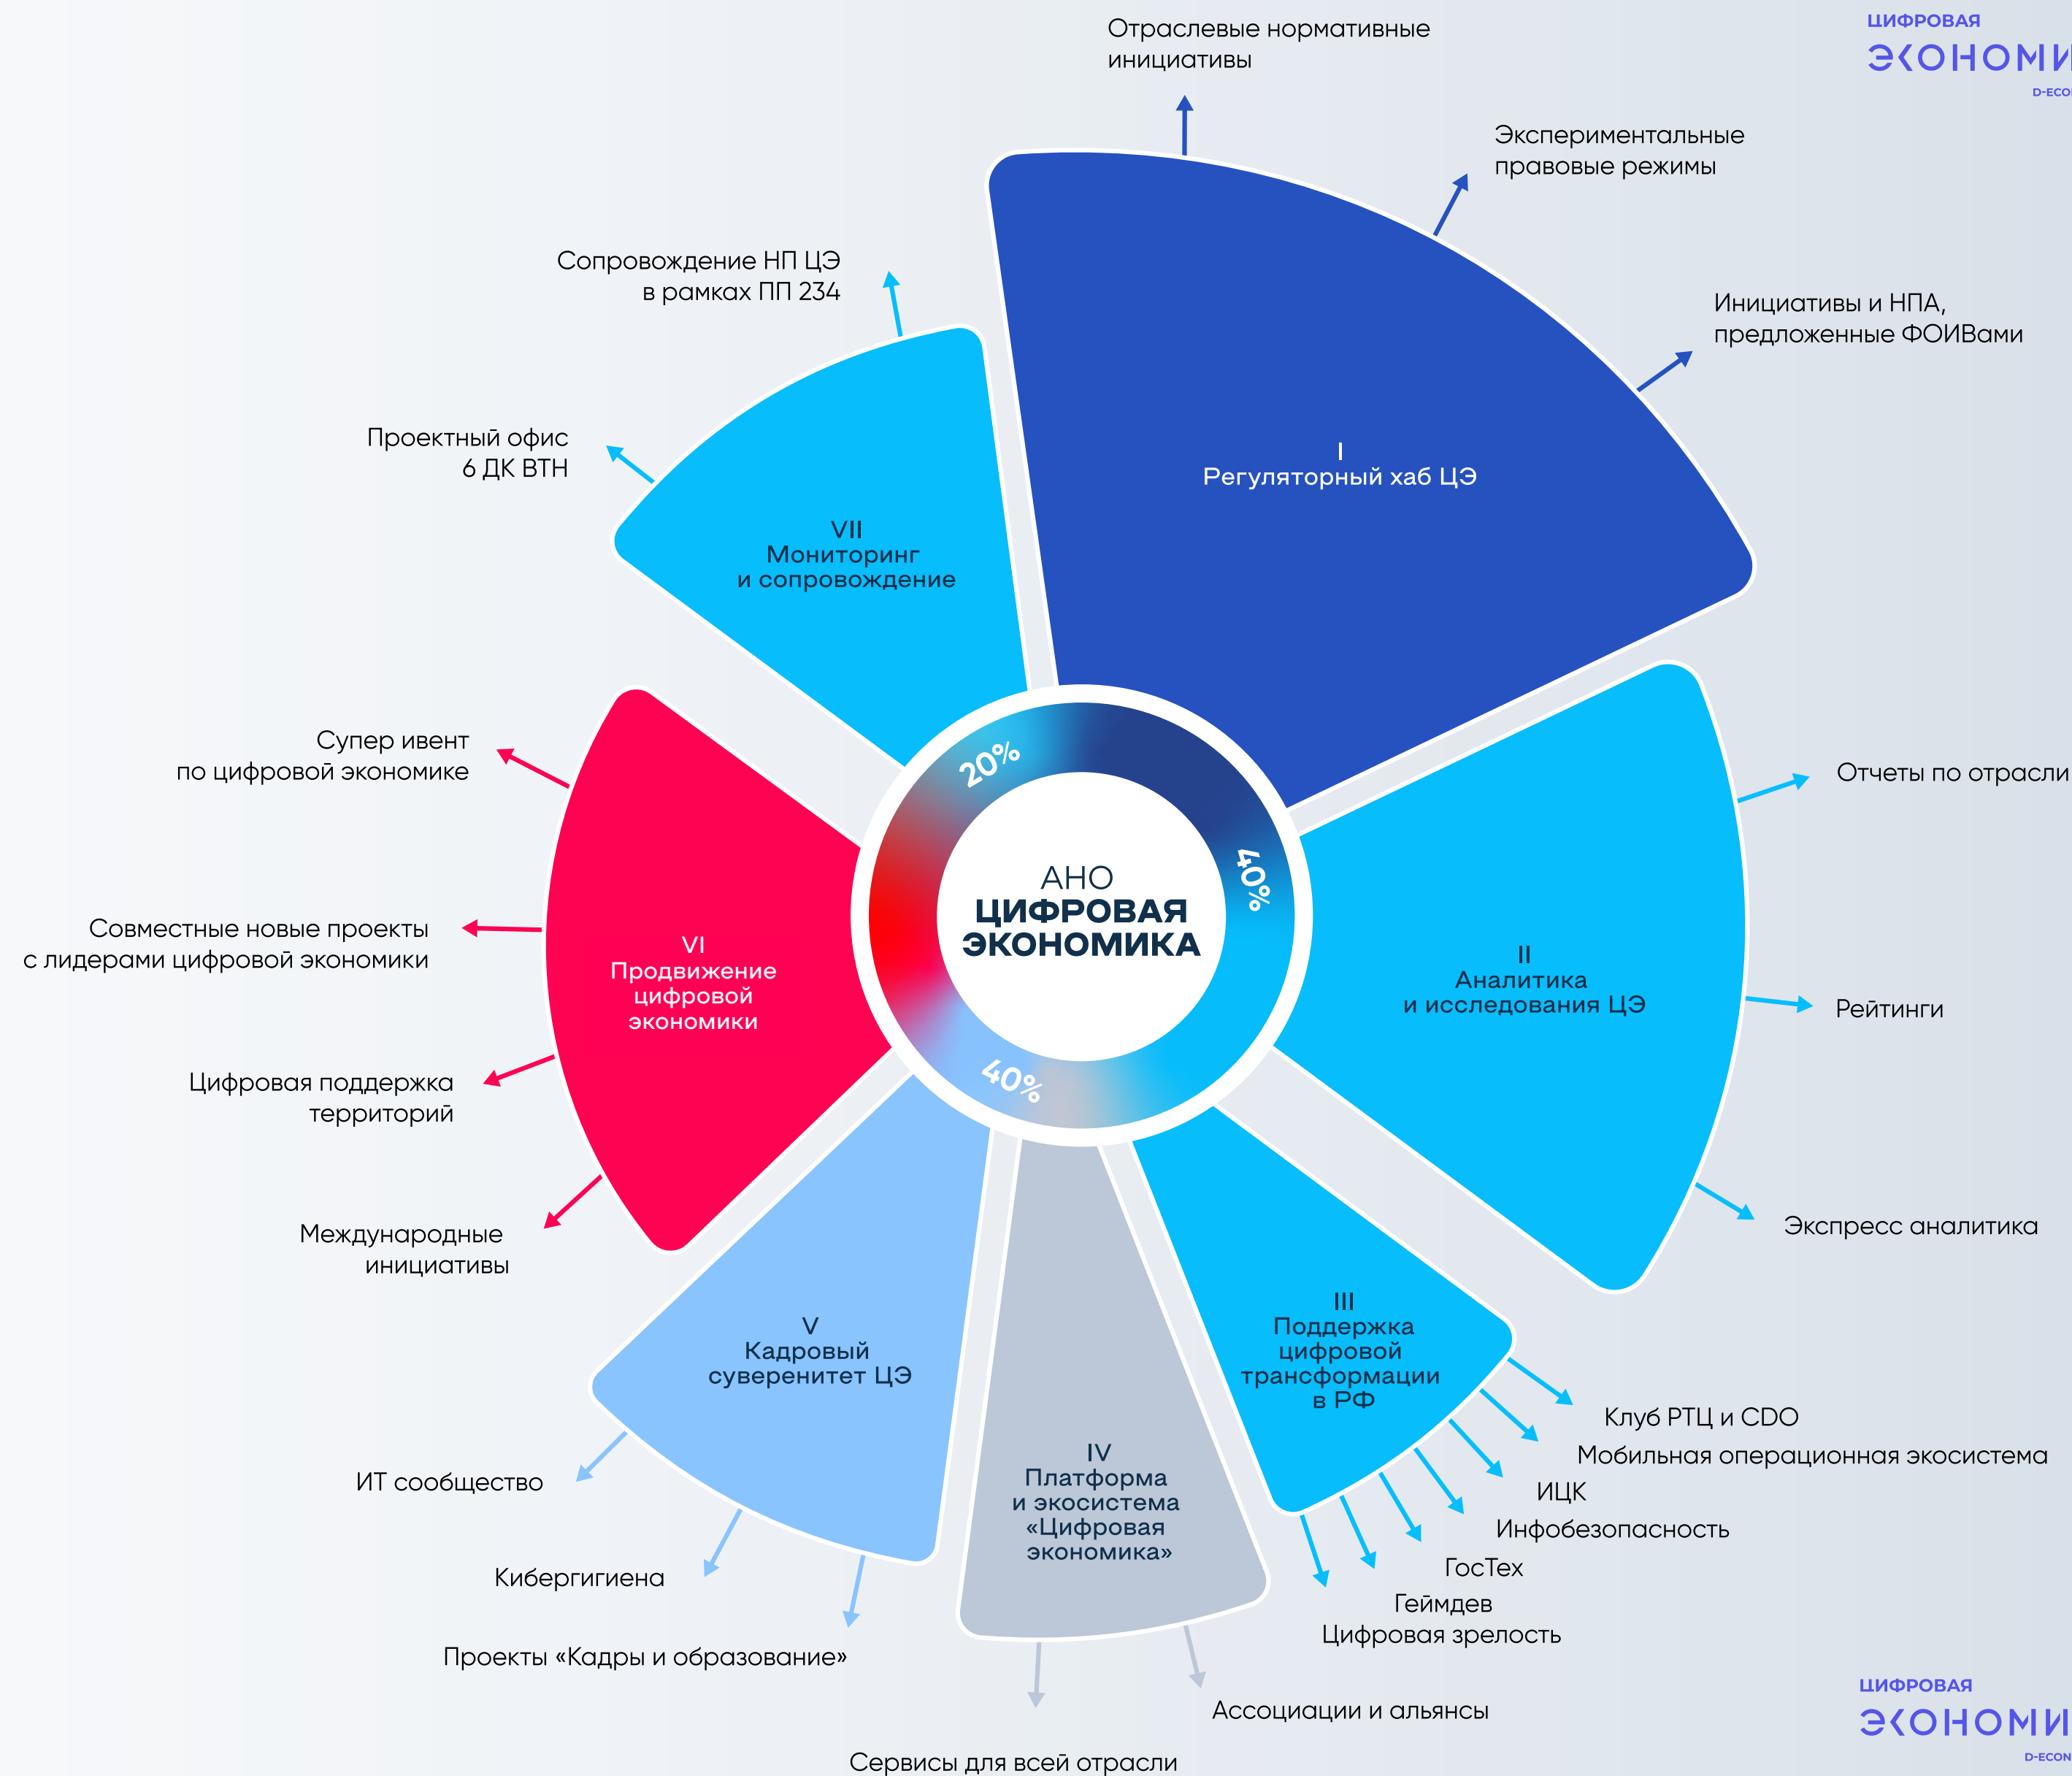 Отраслевые нормативные
инициативы
ЦИФРОВАЯ
ЭКОНОМИ
D-ECO
Экспериментальные
правовые режимы
Инициативы и НПА,
предложенные ФОИВами
Сопровождение НП ЦЭ
в рамках ПП 234
Проектный офис
6 ДК ВТН
I
Регуляторный хаб ЦЭ
VII
Мониторинг
и сопровождение
Супер ивент
по цифровой экономике
Отчеты по отрасли
20%
40%
40%
АНО
ЦИФРОВАЯ
ЭКОНОМИКА
Совместные новые проекты
с лидерами цифровой экономики
VI
Продвижение
цифровой
экономики
II
Аналитика
и исследования ЦЭ
Рейтинги
Цифровая поддержка
территорий
Международные
инициативы
Экспресс аналитика
III
Поддержка
цифровой
трансформации
в РФ
V
Кадровый
суверенитет ЦЭ
IV
Платформа
и экосистема
«Цифровая
экономика»
Клуб РТЦ и CDO
Мобильная операционная экосистема
ИЦК
Инфобезопасность
ГосТех
Геймдев
Цифровая зрелость
ИТ сообщество
Кибергигиена
Проекты «Кадры и образование»
Ассоциации и альянсы
Сервисы для всей отрасли
ЦИФРОВАЯ
ЭКОНОМИ
D-ECON